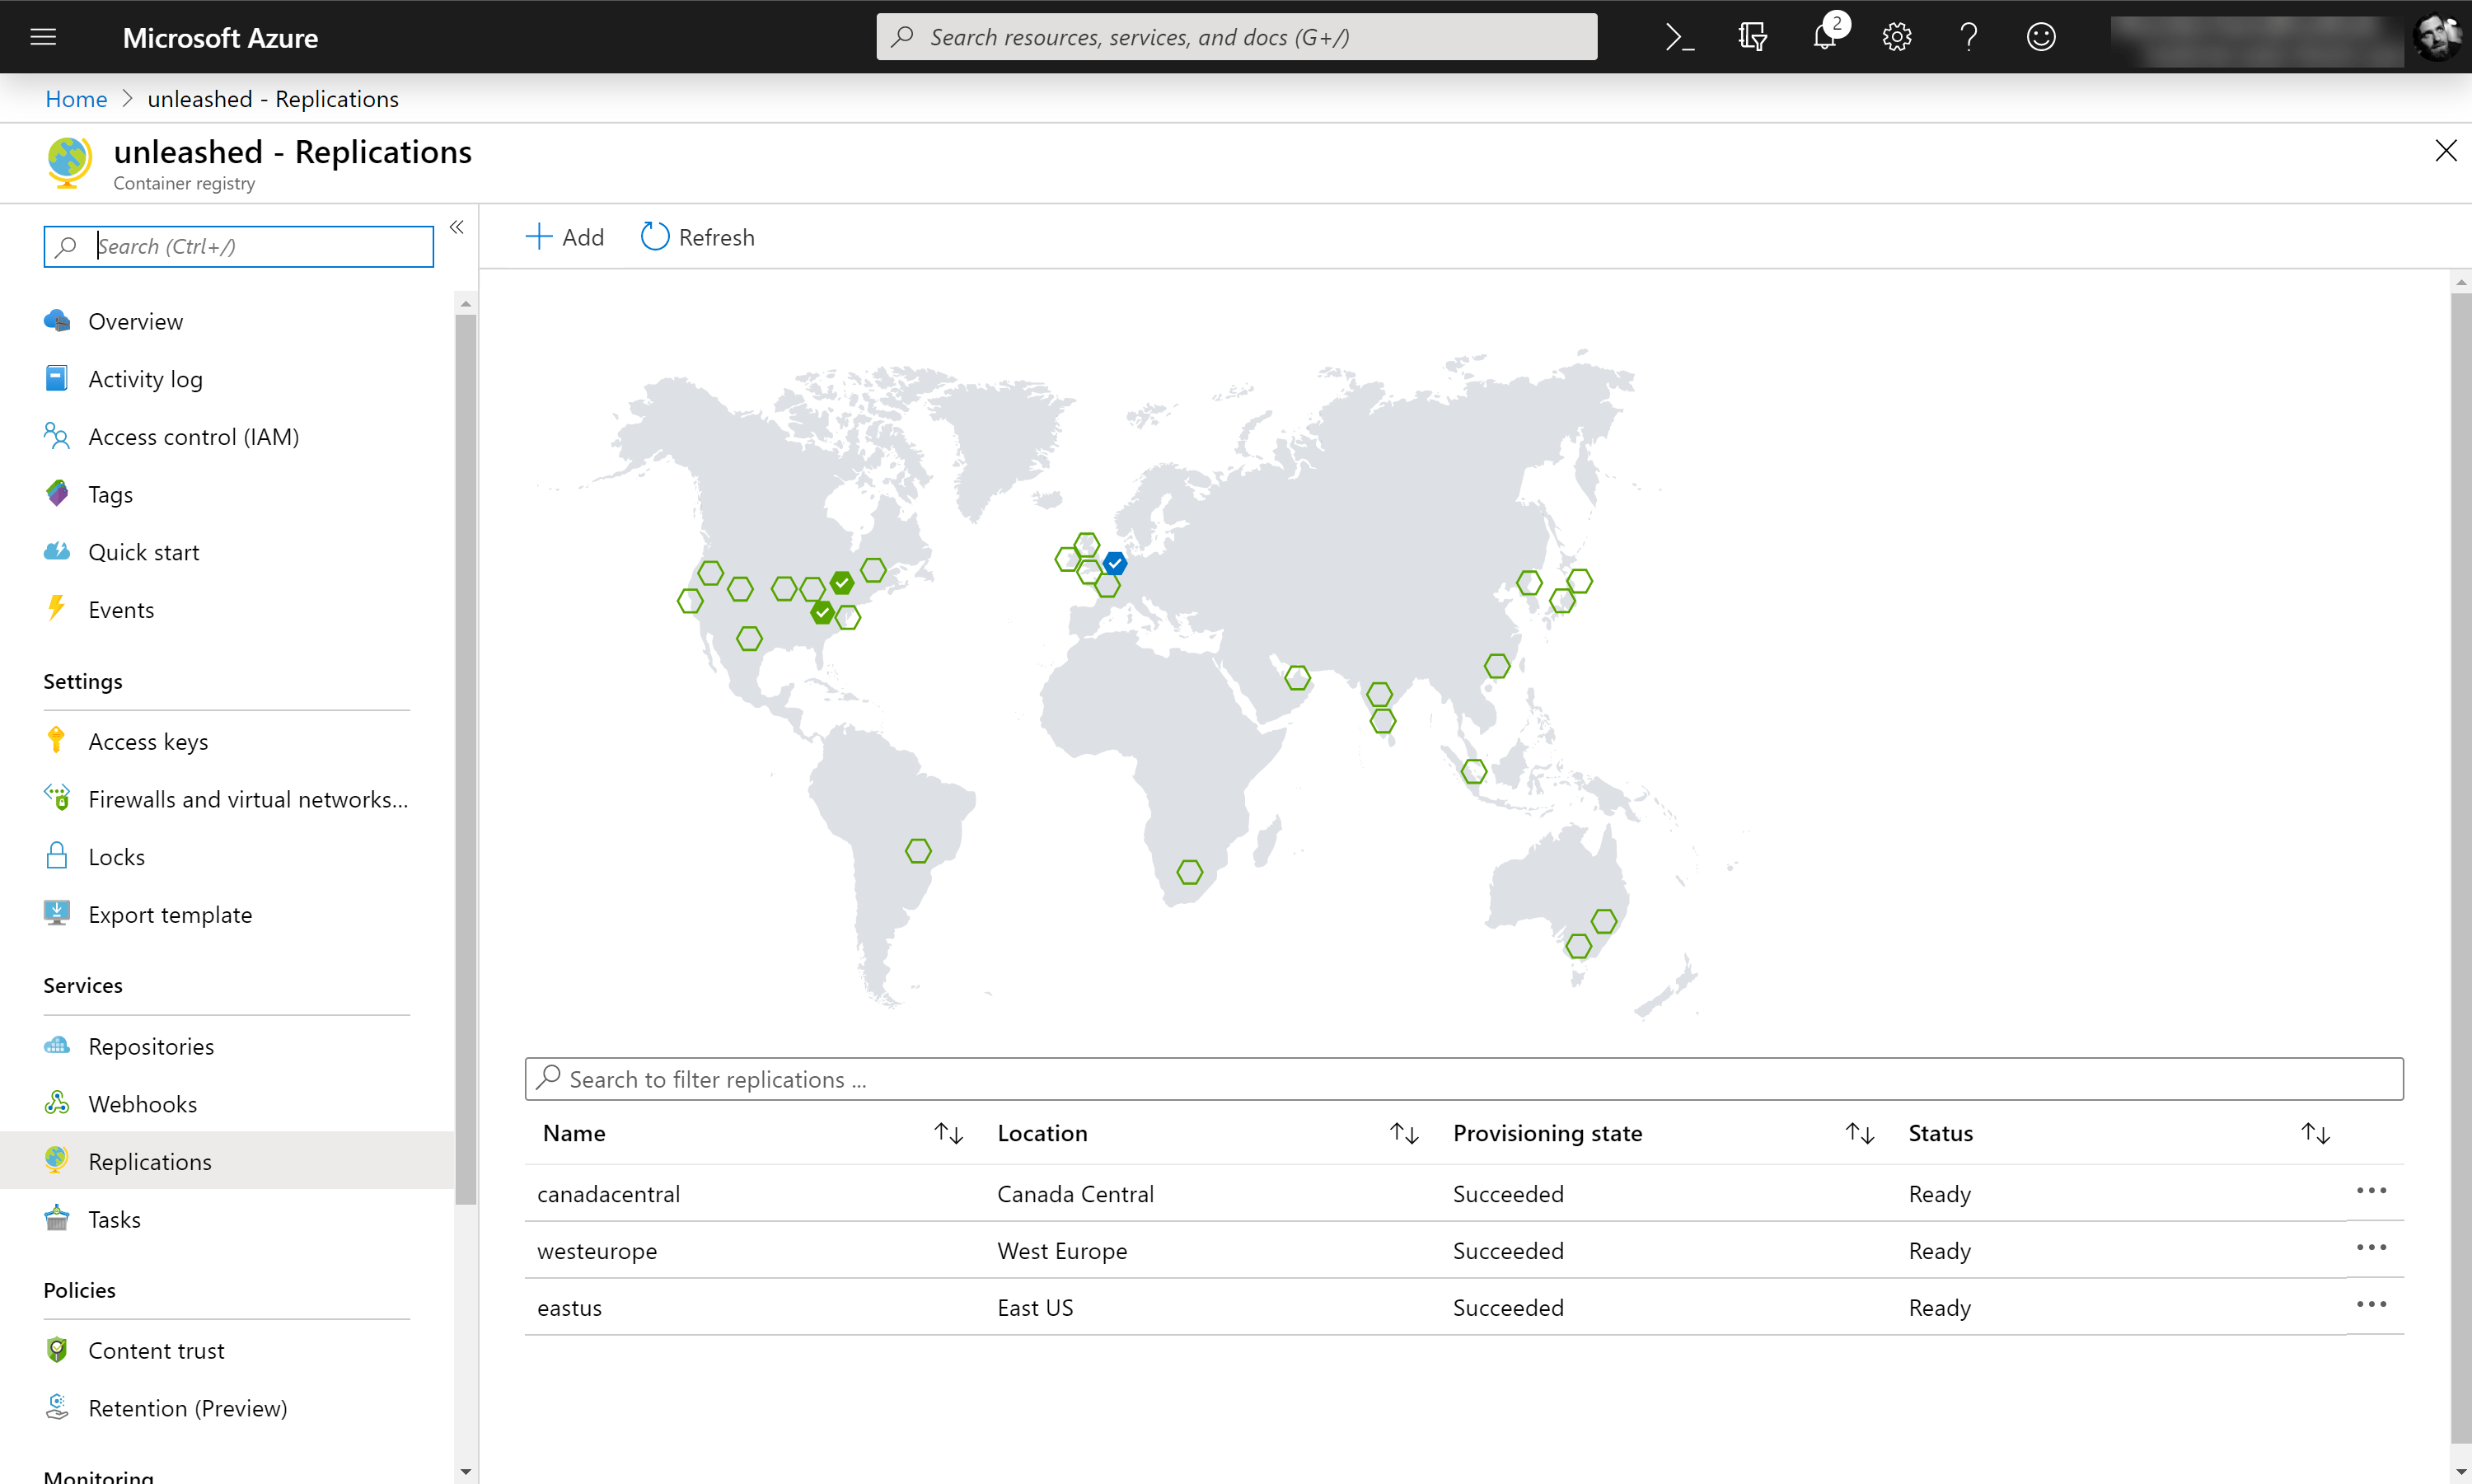 Microsoft Azure
Search resources, services, and docs (G+/)
2
Home > unleashed - Replications
unleashed - Replications
Container registry
Search (Ctrl+/)
Add
Refresh
Overview
Activity log
Access control (IAM)
Tags
Quick start
Events
Settings
Access keys
Firewalls and virtual networks...
Locks
Export template
Services
Repositories
Webhooks
Replications
Tasks
Policies
Content trust
Retention (Preview)
Monitoring
Search to filter replications ...
Name Location Provisioning state Status
canadacentral Canada Central Succeeded Ready
westeurope West Europe Succeeded Ready
eastus East US Succeeded Ready